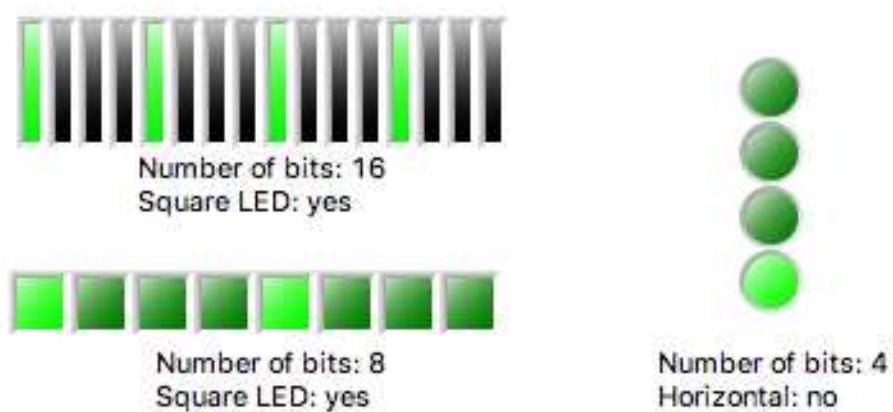 Number of bits: 16
Square LED: yes
Number of bits: 8
Square LED: yes
Number of bits: 4
Horizontal: no